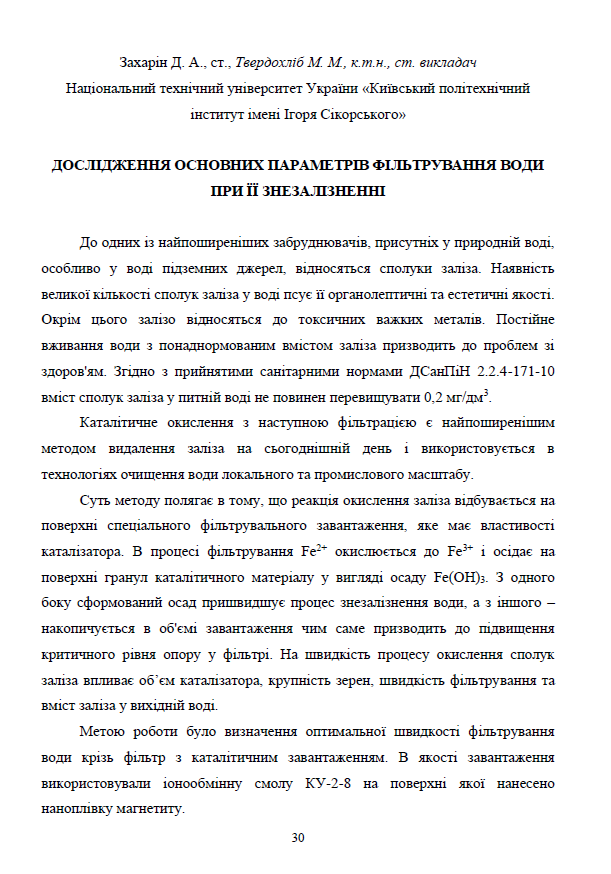 Захарін Д. А., ст., Твердохліб М. М., к.т.н., ст. викладач
Національний технічний університет України «Київський політехнічний
інститут імені Ігоря Сікорського»
ДОСЛІДЖЕННЯ ОСНОВНИХ ПАРАМЕТРІВ ФІЛЬТРУВАННЯ ВОДИ
ПРИ ЇЇ ЗНЕЗАЛІЗНЕННІ
До одних із найпоширеніших забруднювачів, присутніх у природній воді,
особливо у воді підземних джерел, відносяться сполуки заліза. Наявність
великої кількості сполук заліза у воді псує її органолептичні та естетичні якості.
Окрім цього залізо відноситься до токсичних важких металів. Постійне
вживання води з понаднормованим вмістом заліза призводить до проблем зі
здоров'ям. Згідно з прийнятими санітарними нормами ДСанПіН 2.2.4-171-10
вміст сполук заліза у питній воді не повинен перевищувати 0,2 мг/дм³.
Каталітичне окислення з наступною фільтрацією є найпоширенішим
методом видалення заліза на сьогоднішній день і використовується в
технологіях очищення води локального та промислового масштабу.
Суть методу полягає в тому, що реакція окислення заліза відбувається на
поверхні спеціального фільтрувального завантаження, яке має властивості
каталізатора. В процесі фільтрування Fe²⁺ окислюється до Fe³⁺ і осідає на
поверхні гранул каталітичного матеріалу у вигляді осаду Fe(OH)₃. З одного
боку сформований осад пришвидшує процес знезалізнення води, а з іншого –
накопичується в об'ємі завантаження чим саме призводить до підвищення
критичного рівня опору у фільтрі. На швидкість процесу окислення сполук
заліза впливає об’єм каталізатора, крупність зерен, швидкість фільтрування та
вміст заліза у вихідній воді.
Метою роботи було визначення оптимальної швидкості фільтрування
води крізь фільтр з каталітичним завантаженням. В якості завантаження
використовували іонообмінну смолу КУ-2-8 на поверхні якої нанесено
наноплівку магнетиту.
30